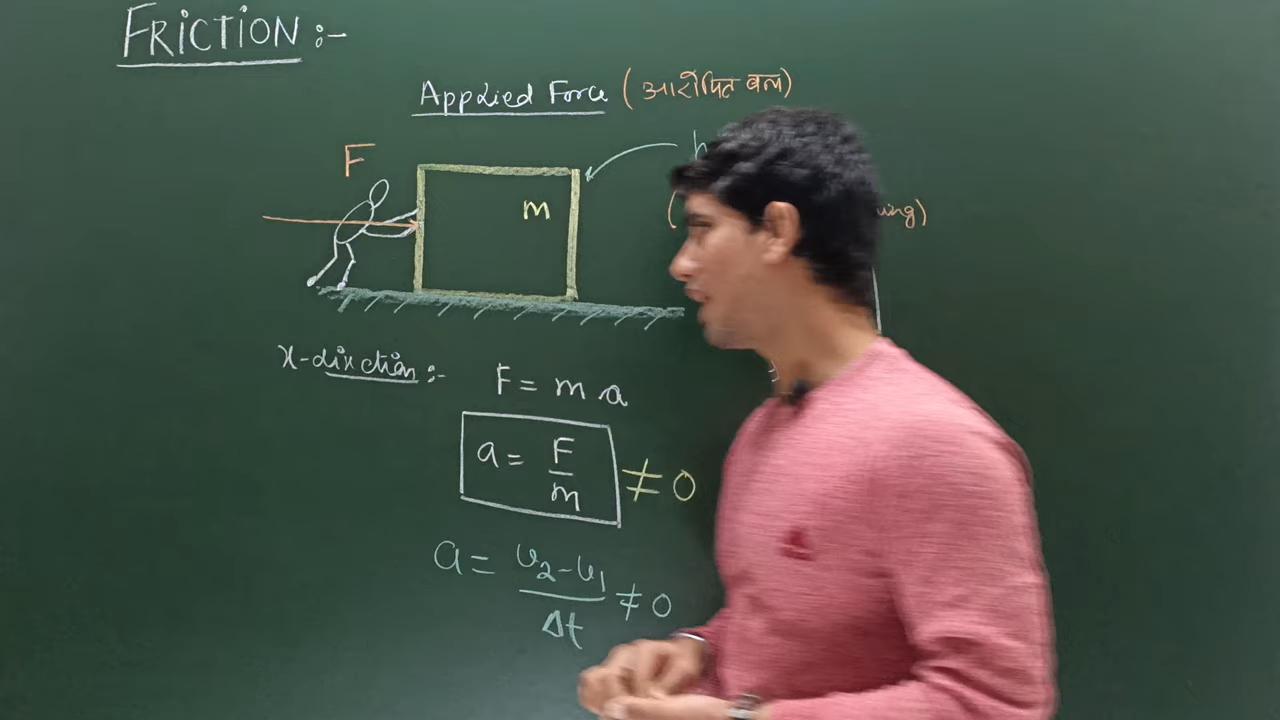 FRICTION :-
Applied Force (आरोपित बल)
F
m
x-direction :-
F = m a
a = F/m ≠ 0
a = v₂-v₁/Δt ≠ 0